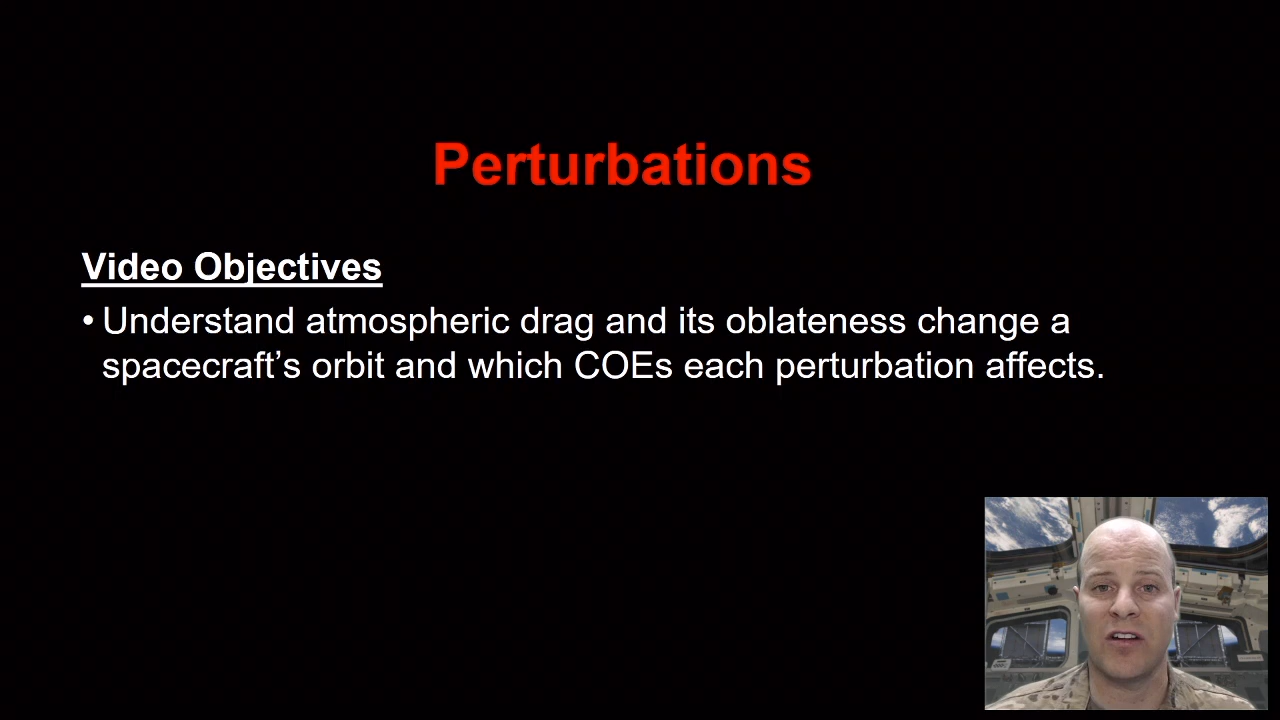 Perturbations
Video Objectives
• Understand atmospheric drag and its oblateness change a
spacecraft’s orbit and which COEs each perturbation affects.